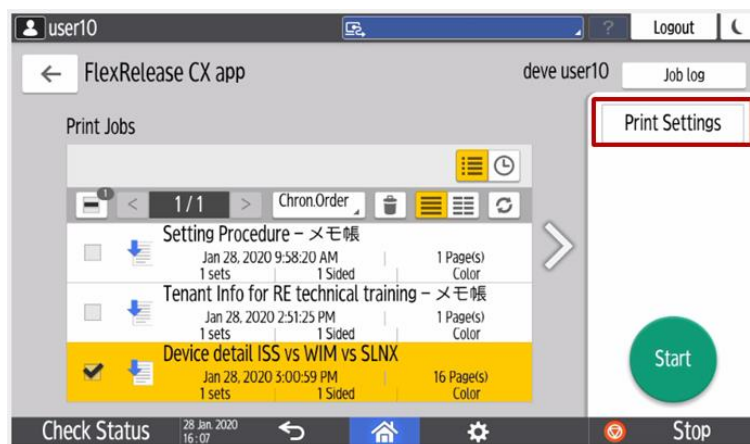 user10
? Logout
FlexRelease CX app
deve user10
Job log
Print Jobs
Print Settings
1
< 1/1 > Chron.Order
Setting Procedure – メモ帳
Jan 28, 2020 9:58:20 AM | 1 Page(s)
1 sets | 1 Sided | Color
Tenant Info for RE technical training – メモ帳
Jan 28, 2020 2:51:25 PM | 1 Page(s)
1 sets | 1 Sided | Color
Device detail ISS vs WIM vs SLNX
Jan 28, 2020 3:00:59 PM | 16 Page(s)
1 sets | 1 Sided | Color
Start
Check Status
28 Jan. 2020
16:07
Stop